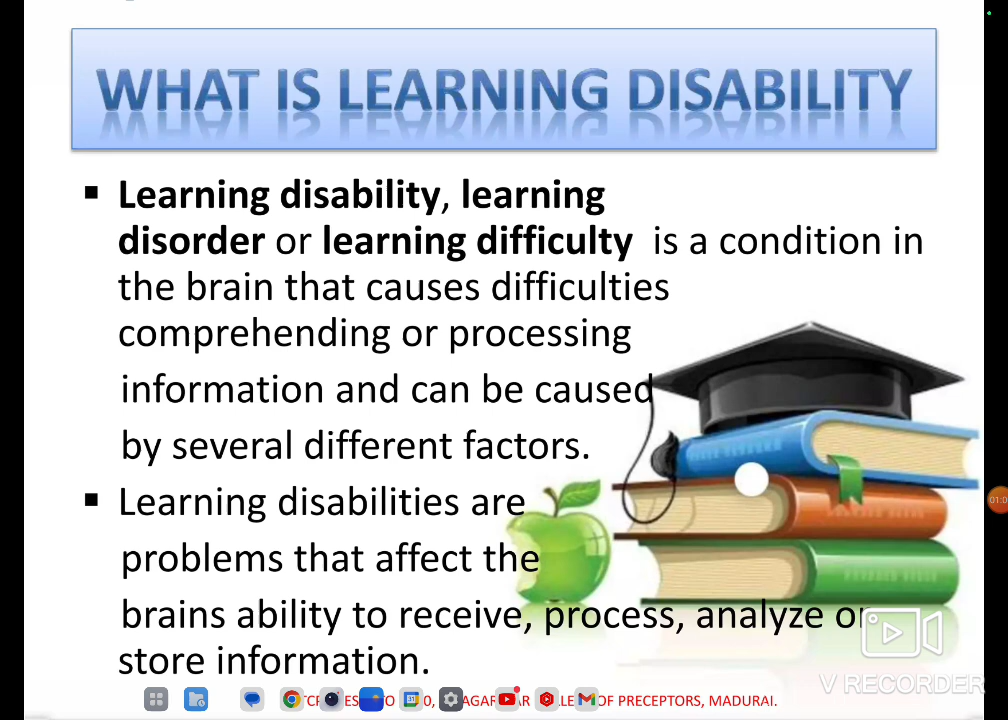 WHAT IS LEARNING DISABILITY
▪ Learning disability, learning
disorder or learning difficulty is a condition in
the brain that causes difficulties
comprehending or processing
information and can be caused
by several different factors.
▪ Learning disabilities are
problems that affect the
brains ability to receive, process, analyze or
store information.
OF PRECEPTORS, MADURAI.
V RECORDER